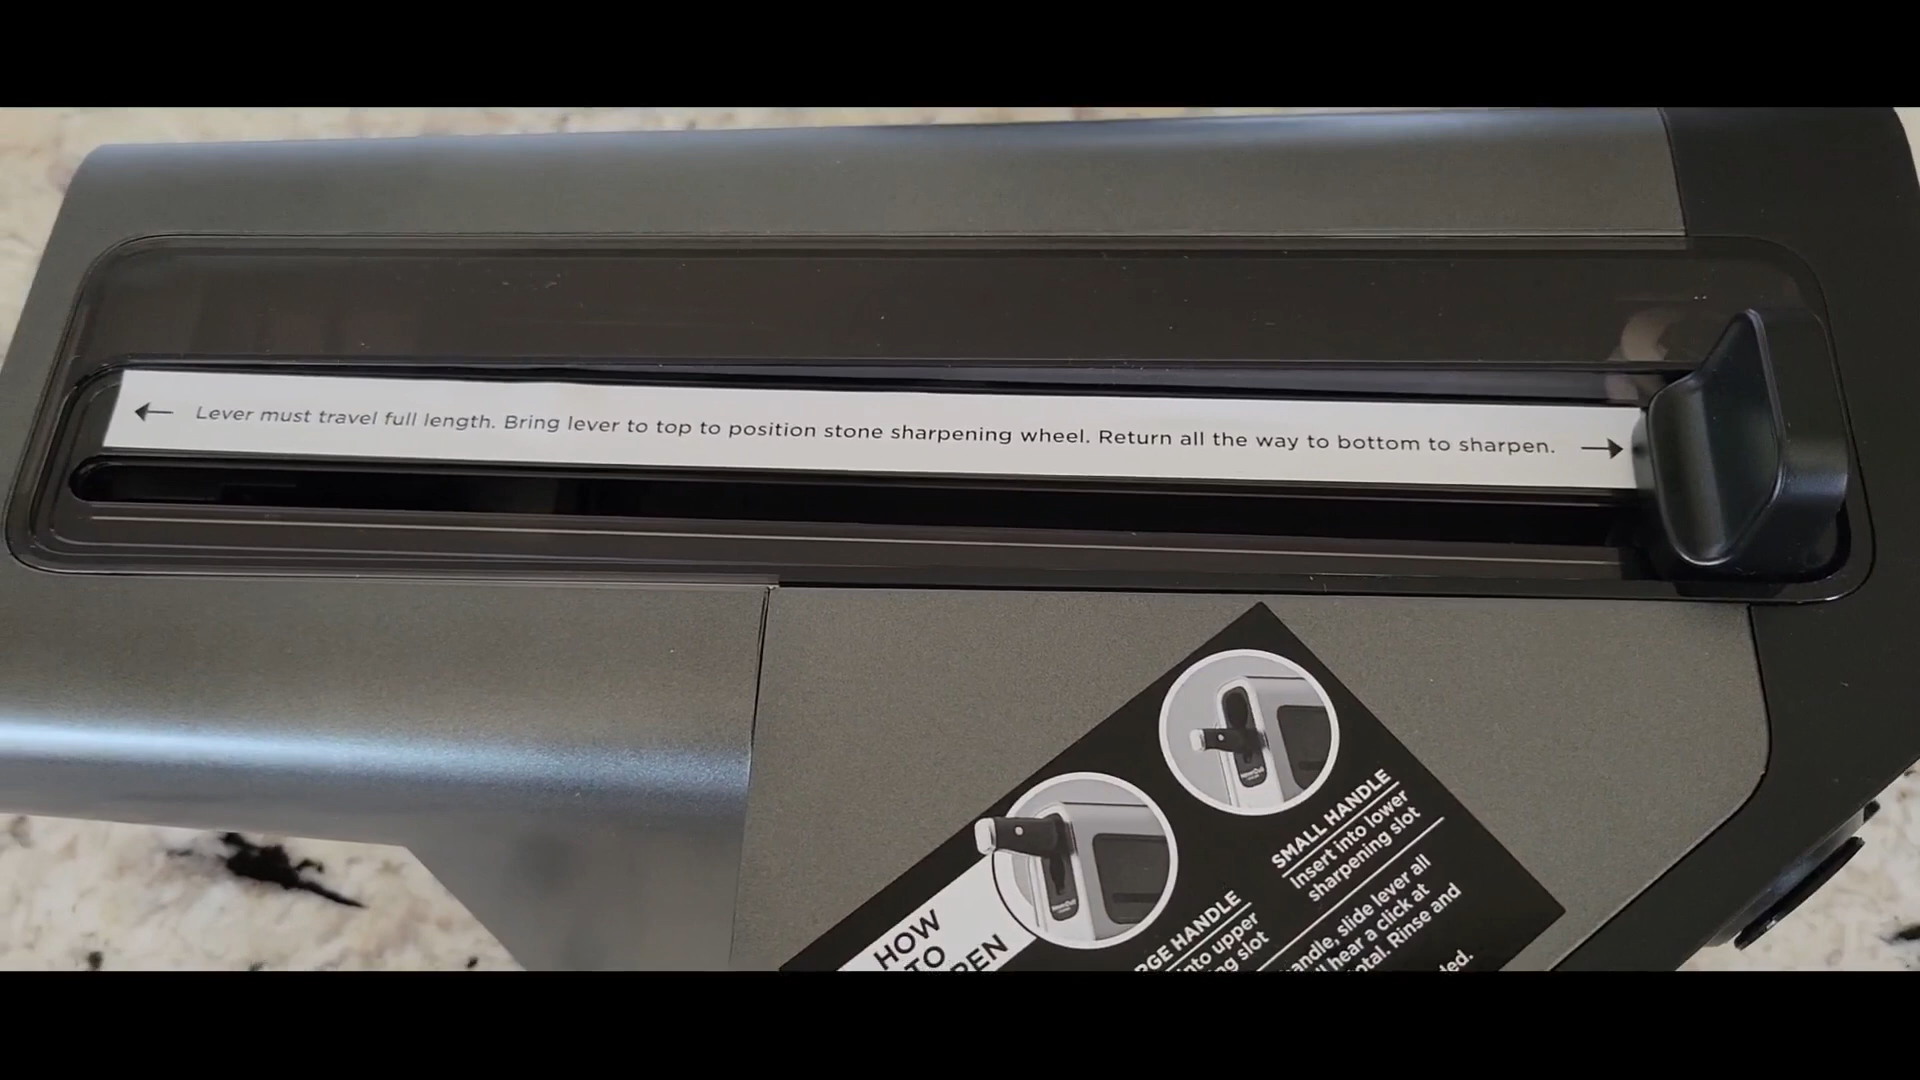 ← Lever must travel full length. Bring lever to top to position stone sharpening wheel. Return all the way to bottom to sharpen. →
HOW
TO
SMALL HANDLE
Insert into lower
sharpening slot
HANDLE
upper
slot
slide lever all
hear a click at
Rinse and